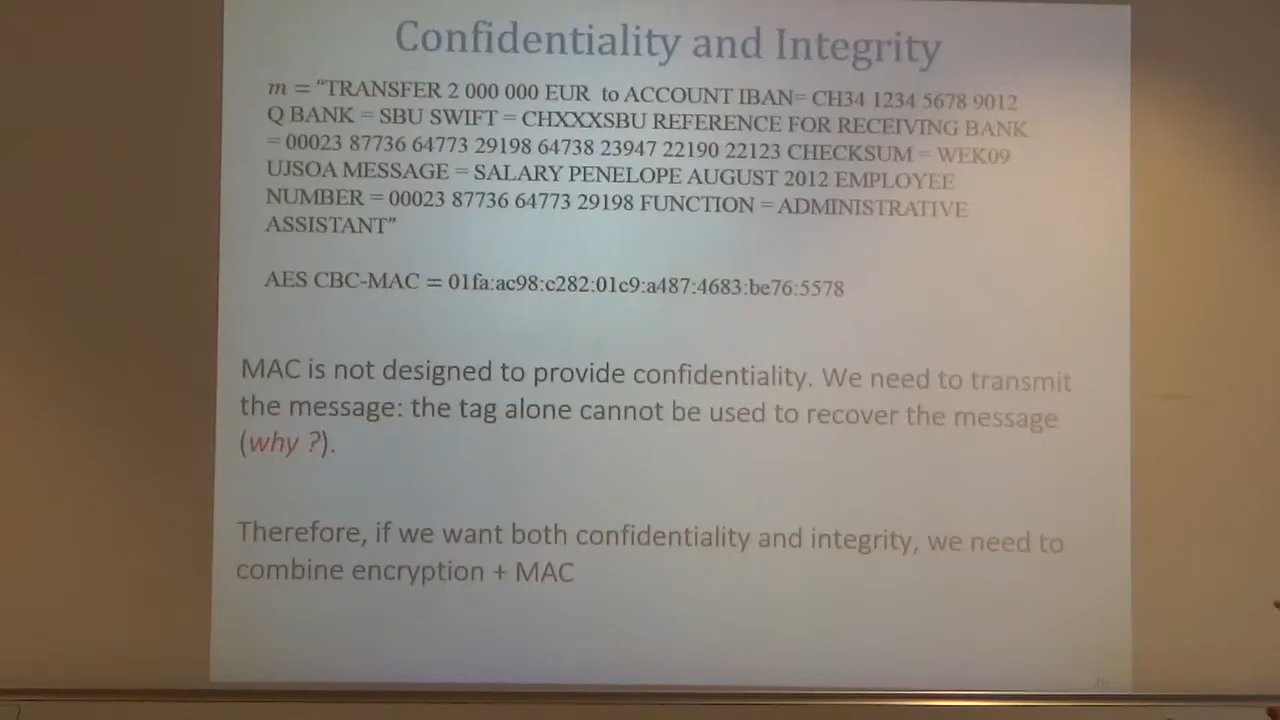 Confidentiality and Integrity
m = "TRANSFER 2 000 000 EUR to ACCOUNT IBAN= CH34 1234 5678 9012
Q BANK = SBU SWIFT = CHXXXSBU REFERENCE FOR RECEIVING BANK
= 00023 87736 64773 29198 64738 23947 22190 22123 CHECKSUM = WEK09
UJSOA MESSAGE = SALARY PENELOPE AUGUST 2012 EMPLOYEE
NUMBER = 00023 87736 64773 29198 FUNCTION = ADMINISTRATIVE
ASSISTANT"
AES CBC-MAC = 01fa:ac98:c282:01c9:a487:4683:be76:5578
MAC is not designed to provide confidentiality. We need to transmit
the message: the tag alone cannot be used to recover the message
(why ?).
Therefore, if we want both confidentiality and integrity, we need to
combine encryption + MAC